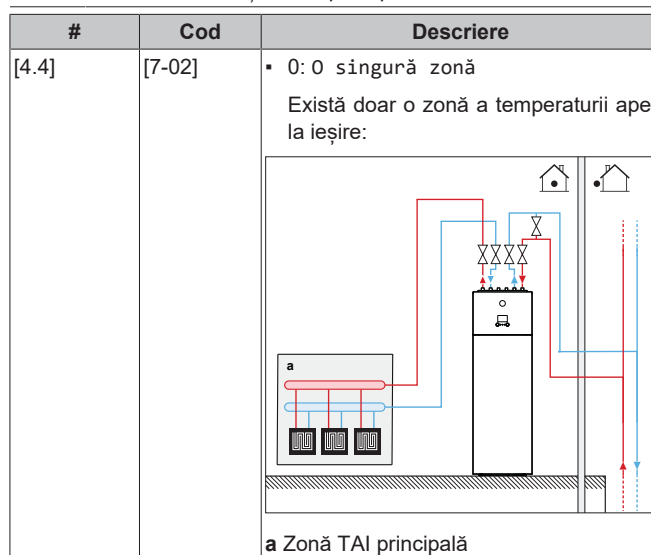 # Cod Descriere
[4.4] [7-02] ▪ 0: O singură zonă
Există doar o zonă a temperaturii ape
la ieșire:
a
a Zonă TAI principală